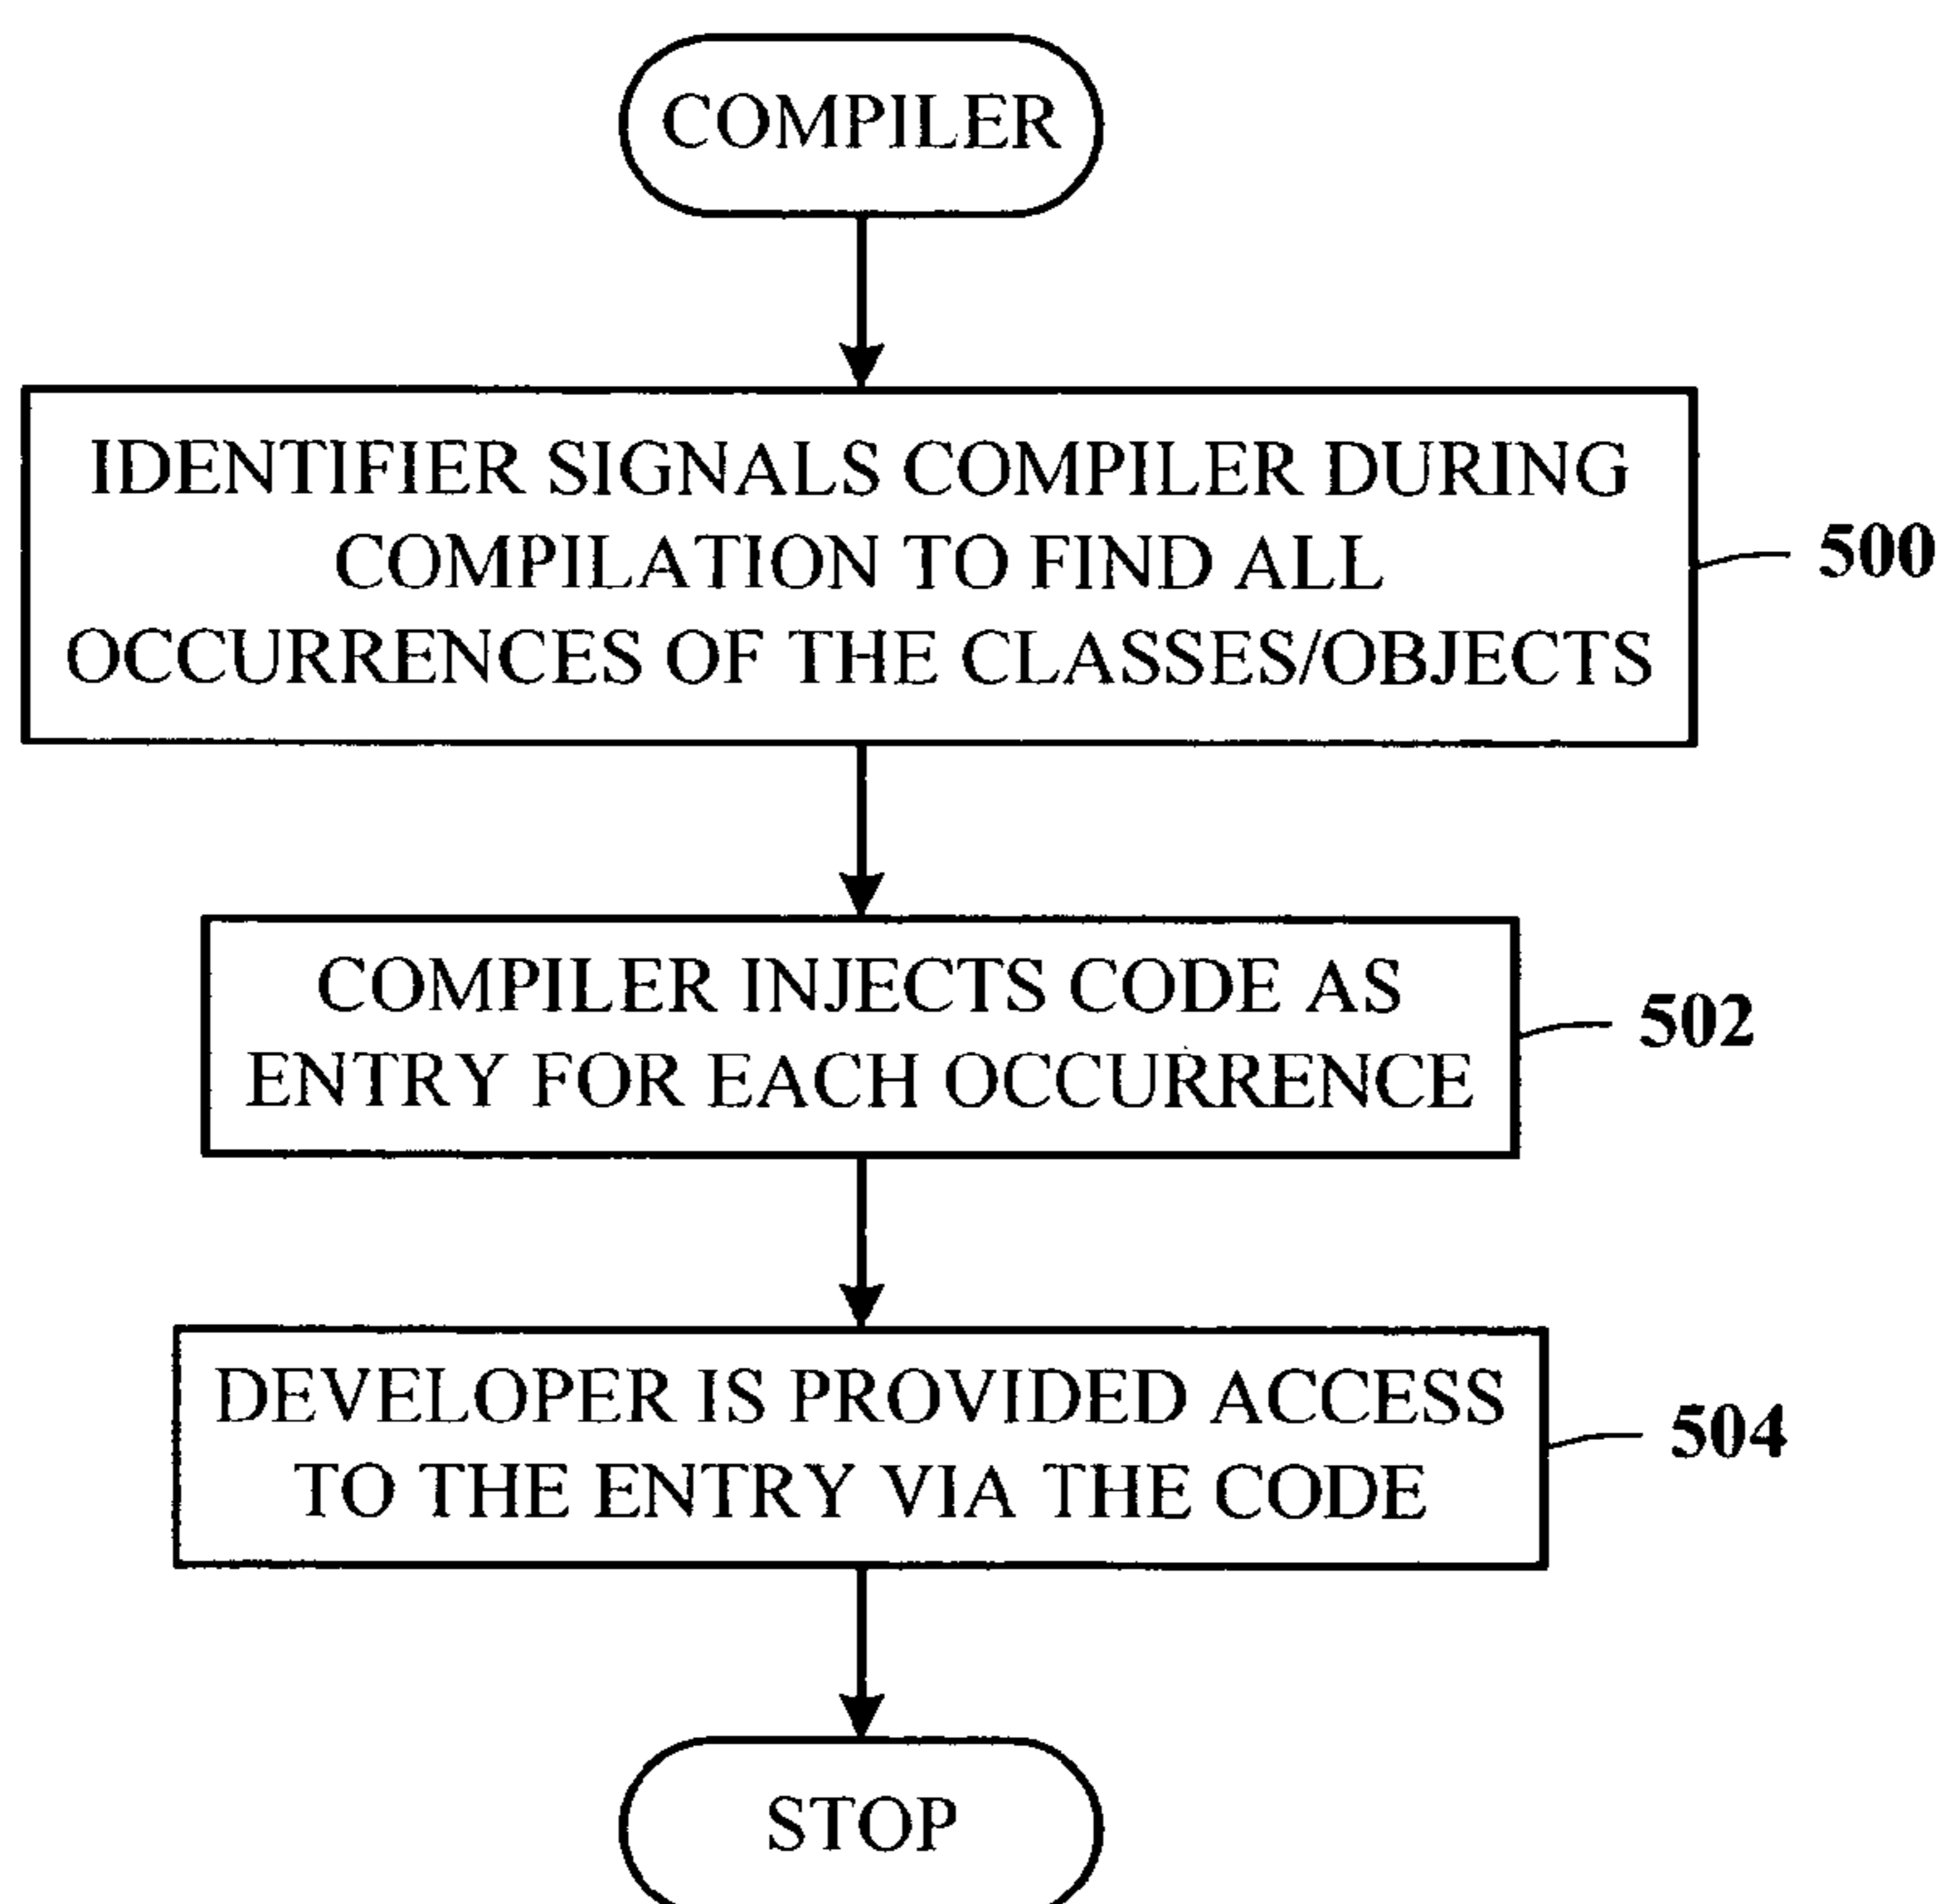 COMPILER
IDENTIFIER SIGNALS COMPILER DURING
COMPILATION TO FIND ALL
OCCURRENCES OF THE CLASSES/OBJECTS
500
COMPILER INJECTS CODE AS
ENTRY FOR EACH OCCURRENCE
502
DEVELOPER IS PROVIDED ACCESS
TO THE ENTRY VIA THE CODE
504
STOP